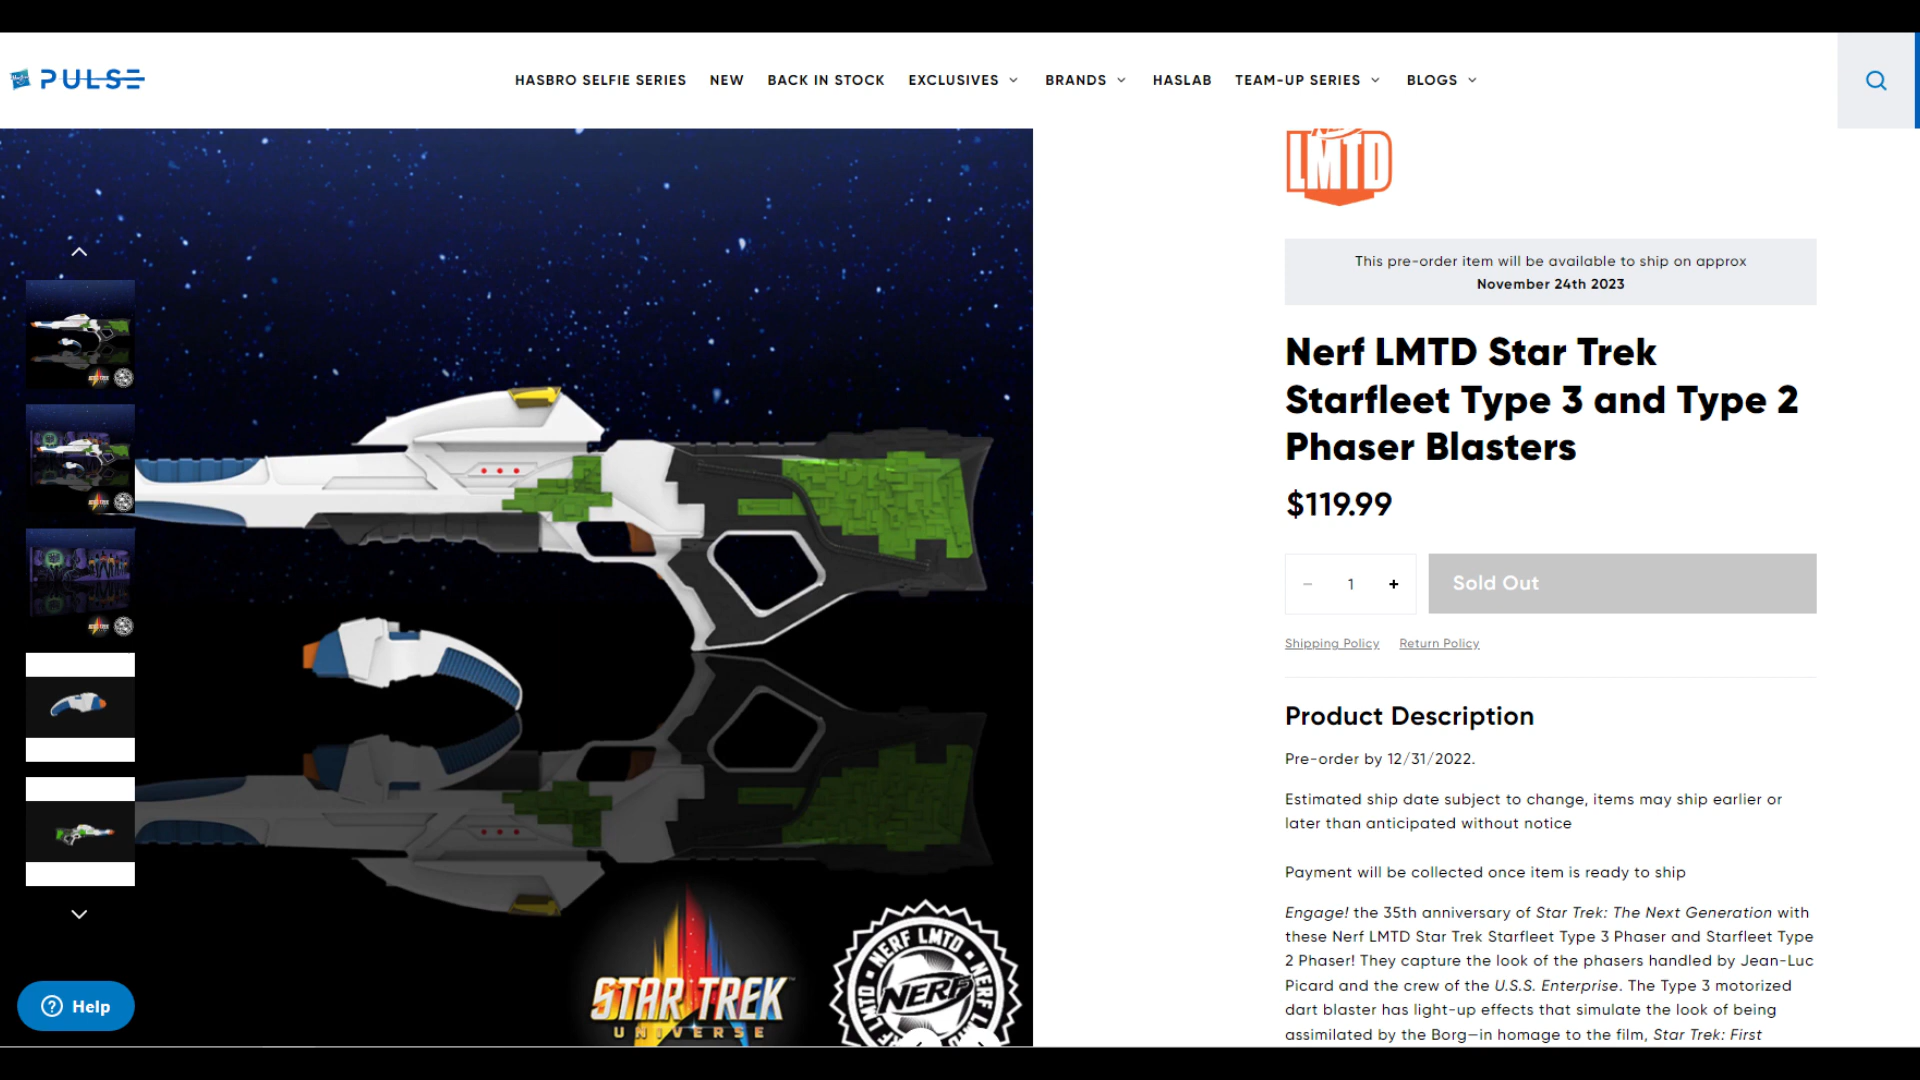 PULSE
HASBRO SELFIE SERIES
NEW
BACK IN STOCK
EXCLUSIVES
BRANDS
HASLAB
TEAM-UP SERIES
BLOGS
LMTD
This pre-order item will be available to ship on approx
November 24th 2023
Nerf LMTD Star Trek
Starfleet Type 3 and Type 2
Phaser Blasters
$119.99
− 1 +
Sold Out
Shipping Policy
Return Policy
Product Description
Pre-order by 12/31/2022.
Estimated ship date subject to change, items may ship earlier or
later than anticipated without notice
Payment will be collected once item is ready to ship
Engage! the 35th anniversary of Star Trek: The Next Generation with
these Nerf LMTD Star Trek Starfleet Type 3 Phaser and Starfleet Type
2 Phaser! They capture the look of the phasers handled by Jean-Luc
Picard and the crew of the U.S.S. Enterprise. The Type 3 motorized
dart blaster has light-up effects that simulate the look of being
assimilated by the Borg—in homage to the film, Star Trek: First
STAR TREK
UNIVERSE
NERF LMTD • NERF
LMTD
NERF
Help